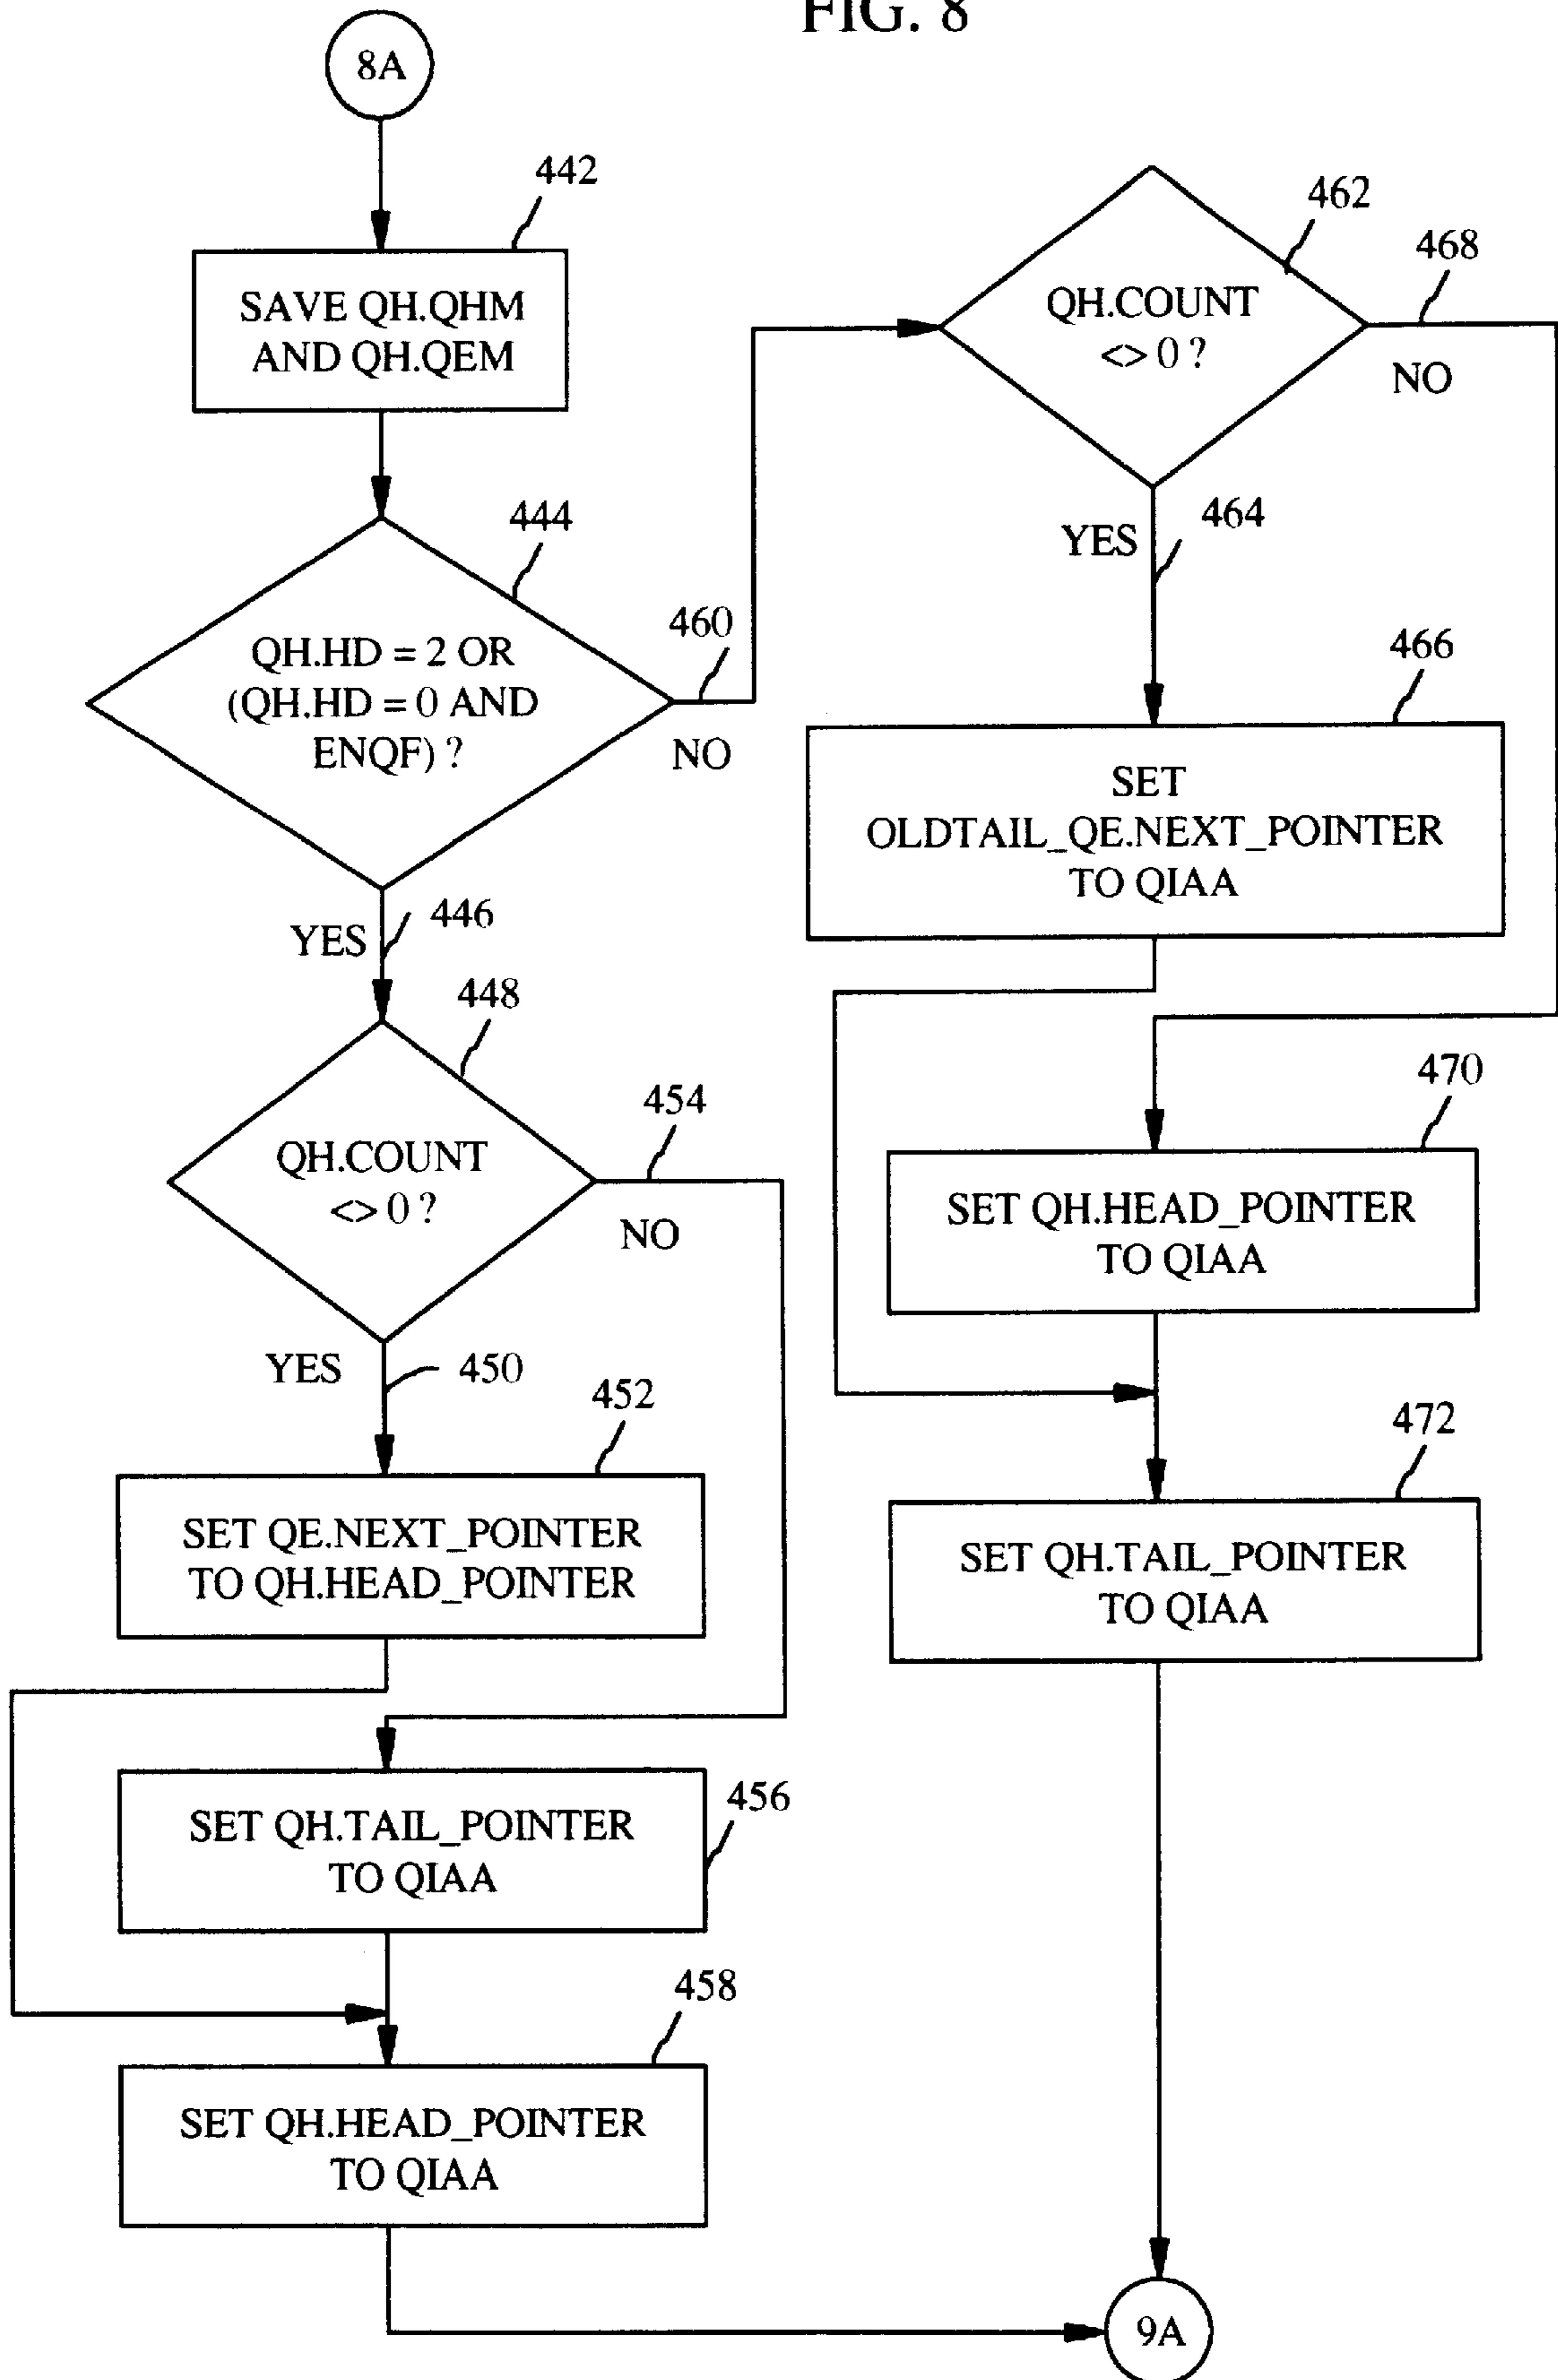 FIG. 8
8A
442
SAVE QH.QHM
AND QH.QEM
444
QH.HD = 2 OR
(QH.HD = 0 AND
ENQF) ?
460
NO
YES
446
448
QH.COUNT
<> 0 ?
454
NO
YES
450
452
SET QE.NEXT_POINTER
TO QH.HEAD_POINTER
456
SET QH.TAIL_POINTER
TO QIAA
458
SET QH.HEAD_POINTER
TO QIAA
462
468
QH.COUNT
<> 0 ?
NO
YES
464
466
SET
OLDTAIL_QE.NEXT_POINTER
TO QIAA
470
SET QH.HEAD_POINTER
TO QIAA
472
SET QH.TAIL_POINTER
TO QIAA
9A